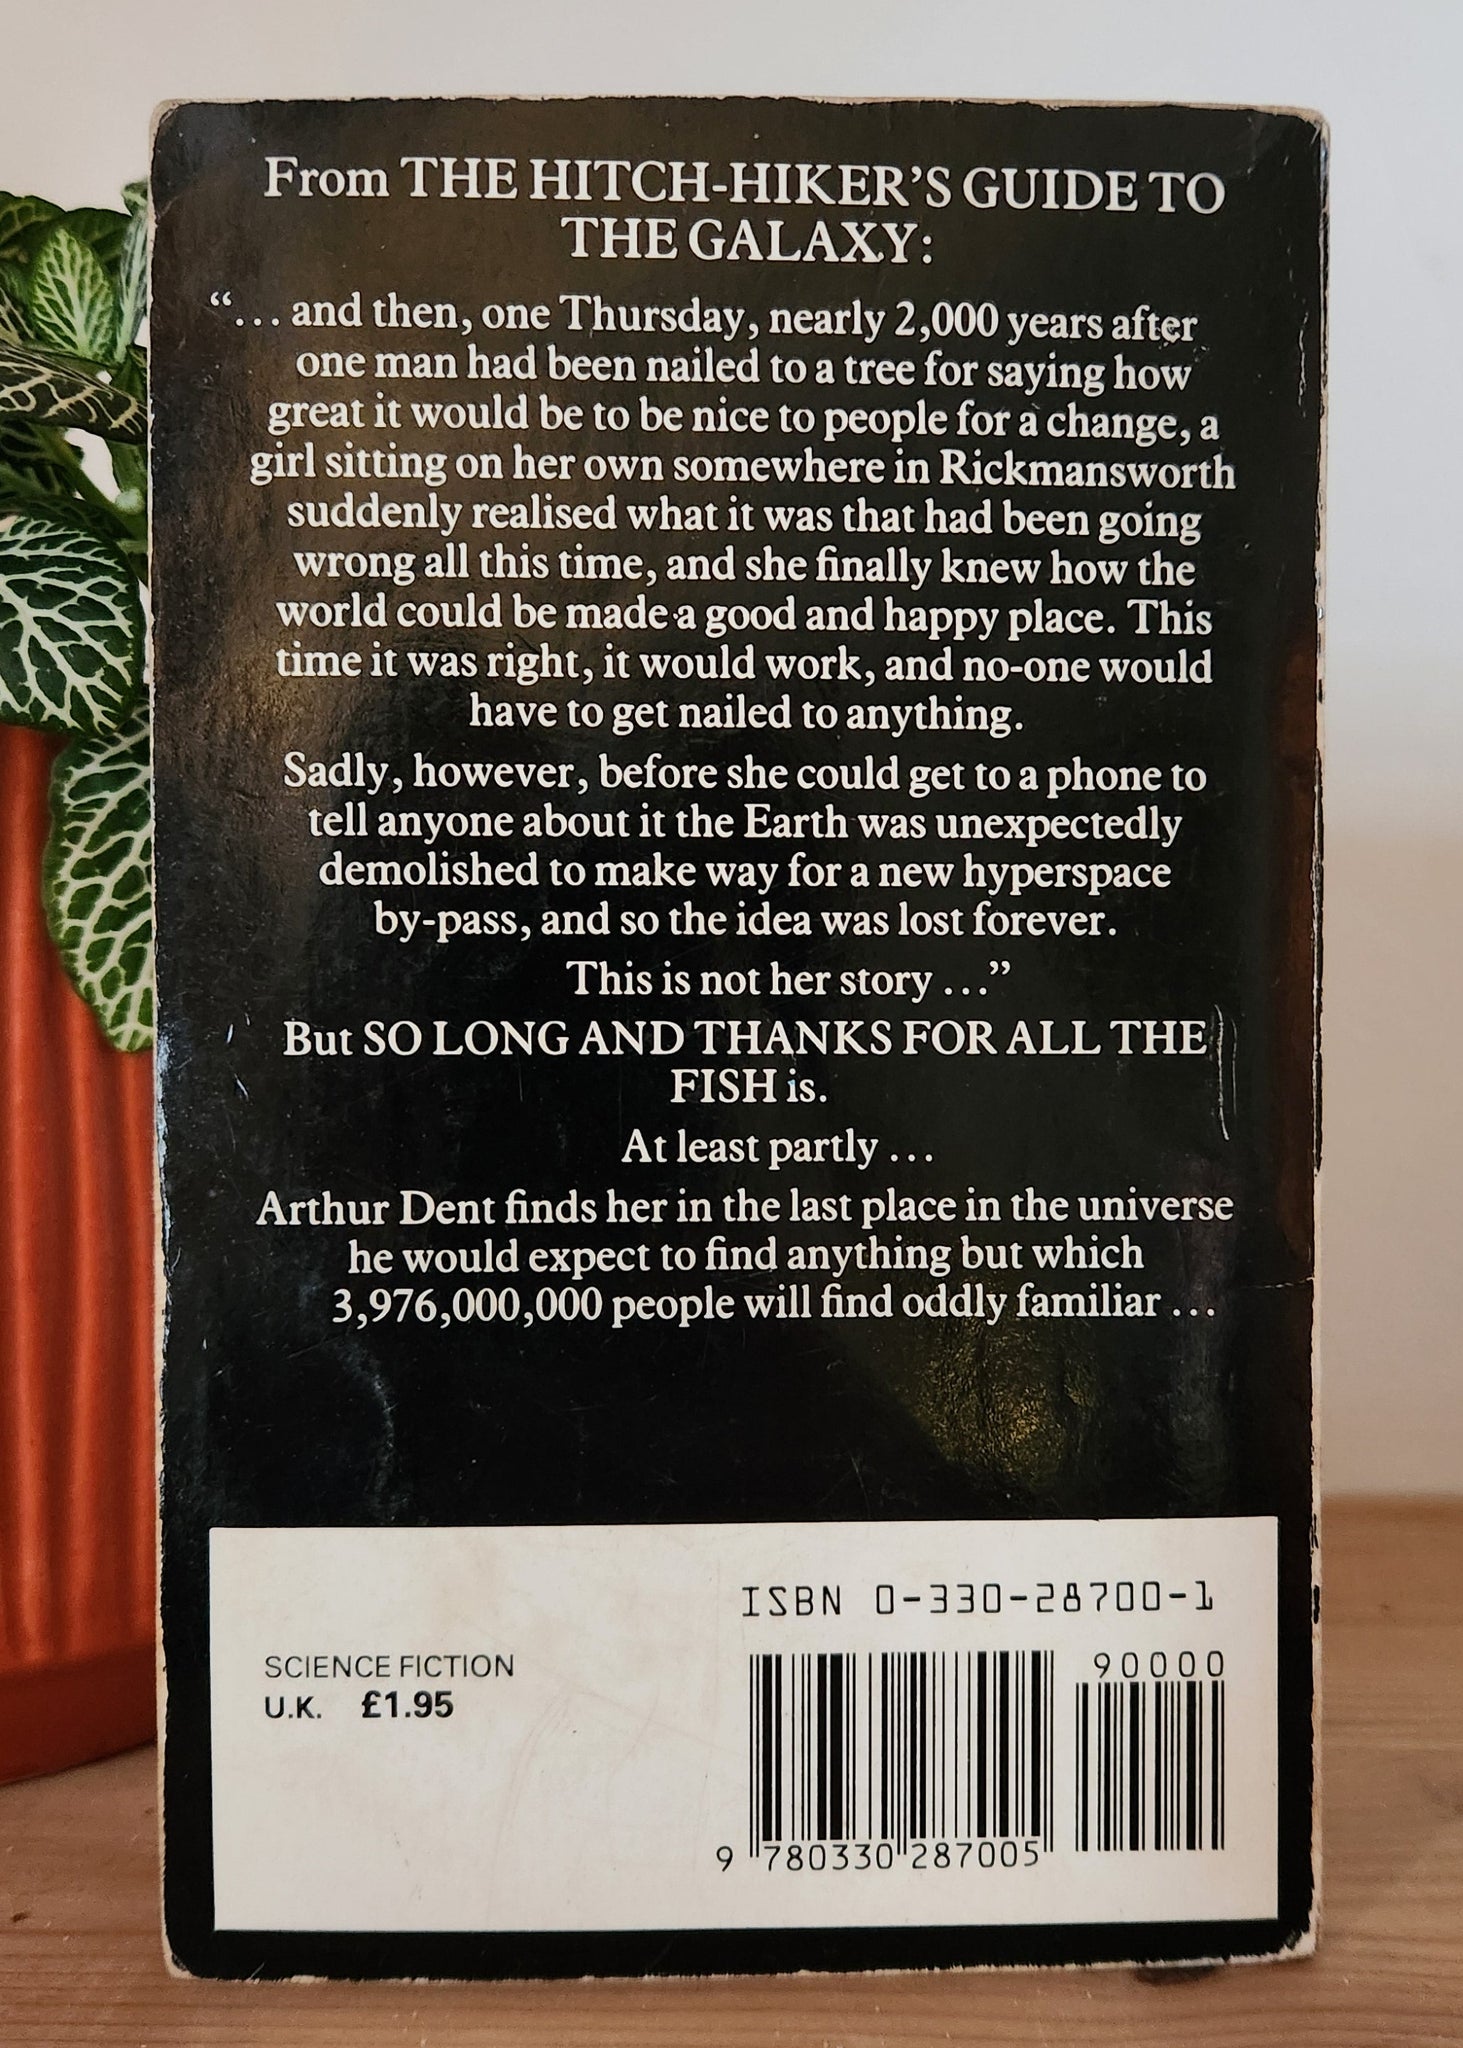 From THE HITCH-HIKER'S GUIDE TO
THE GALAXY:
“... and then, one Thursday, nearly 2,000 years after
one man had been nailed to a tree for saying how
great it would be to be nice to people for a change, a
girl sitting on her own somewhere in Rickmansworth
suddenly realised what it was that had been going
wrong all this time, and she finally knew how the
world could be made a good and happy place. This
time it was right, it would work, and no-one would
have to get nailed to anything.
Sadly, however, before she could get to a phone to
tell anyone about it the Earth was unexpectedly
demolished to make way for a new hyperspace
by-pass, and so the idea was lost forever.
This is not her story ...”
But SO LONG AND THANKS FOR ALL THE
FISH is.
At least partly ...
Arthur Dent finds her in the last place in the universe
he would expect to find anything but which
3,976,000,000 people will find oddly familiar ...
ISBN 0-330-28700-1
SCIENCE FICTION
U.K. £1.95
90000
9 780330 287005